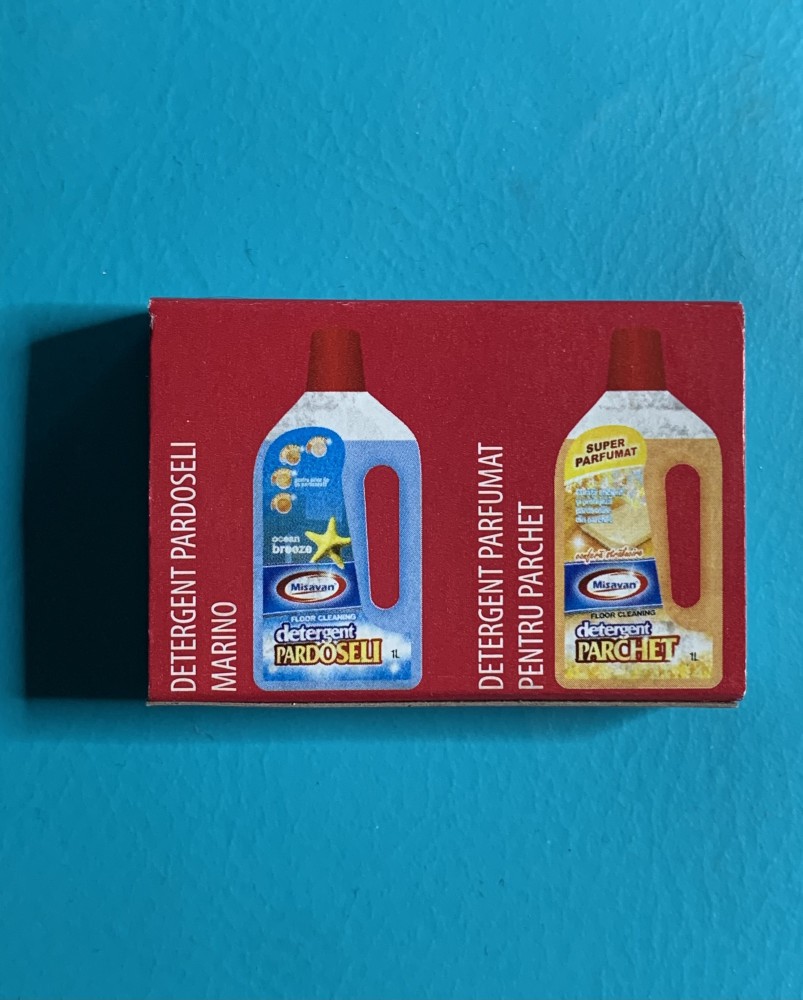 DETERGENT PARDOSELI
MARINO
ocean
breeze
Misavan
FLOOR CLEANING
detergent
PARDOSELI
1L
DETERGENT PARFUMAT
PENTRU PARCHET
SUPER
PARFUMAT
Misavan
FLOOR CLEANING
detergent
PARCHET
1L